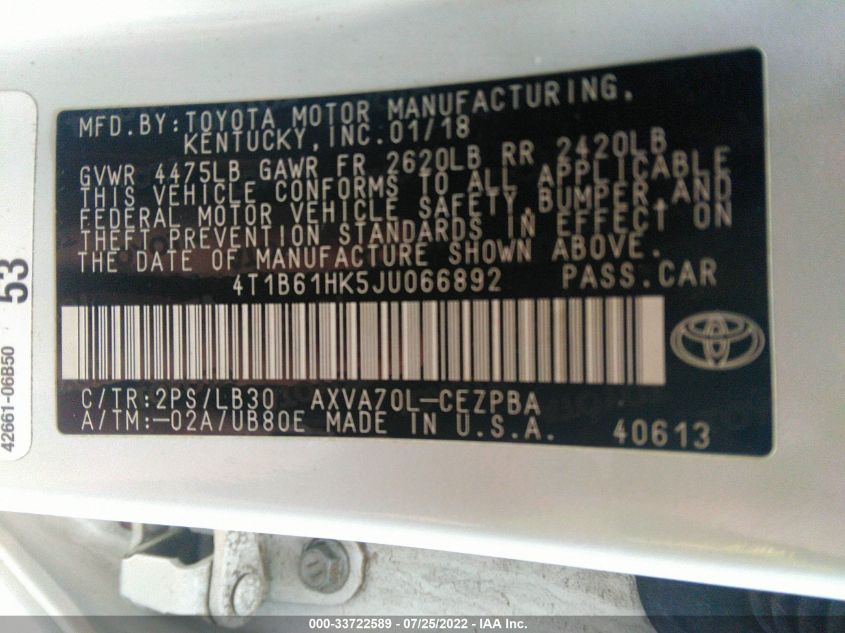 MFD.BY:TOYOTA MOTOR MANUFACTURING,
KENTUCKY,INC.01/18
GVWR 4475LB GAWR FR 2620LB RR 2420LB
THIS VEHICLE CONFORMS TO ALL APPLICABLE
FEDERAL MOTOR VEHICLE SAFETY,BUMPER,AND
THEFT PREVENTION STANDARDS IN EFFECT ON
THE DATE OF MANUFACTURE SHOWN ABOVE.
4T1B61HK5JU066892 PASS.CAR
C/TR:2PS/LB30 AXVA70L-CEZPBA
A/TM:-02A/UB80E MADE IN U.S.A. 40613
53
42661-06B50
000-33722589 - 07/25/2022 - IAA Inc.